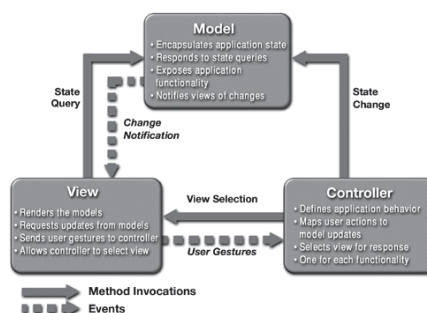 Model
• Encapsulates application state
• Responds to state queries
• Exposes application
functionality
• Notifies views of changes
State
Query
Change
Notification
State
Change
View
• Renders the models
• Requests updates from models
• Sends user gestures to controller
• Allows controller to select view
View Selection
User Gestures
Controller
• Defines application behavior
• Maps user actions to
model updates
• Selects view for response
• One for each functionality
Method Invocations
Events